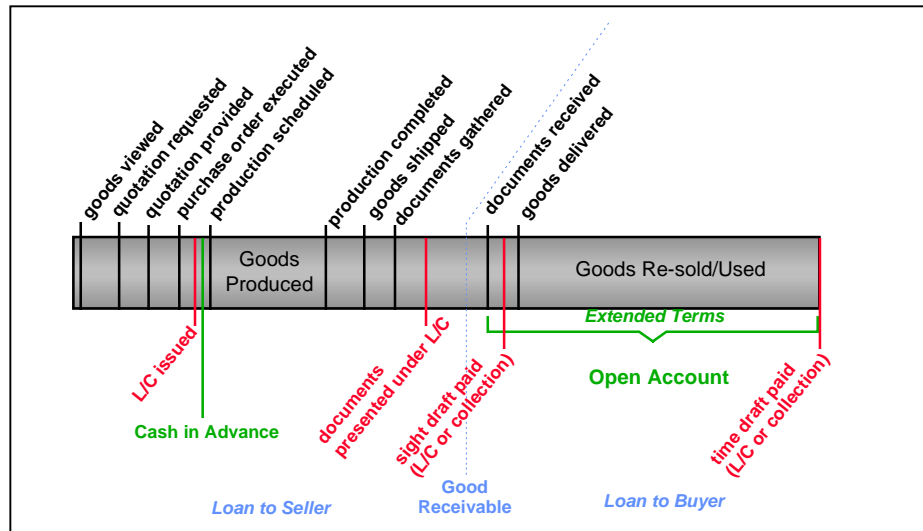 goods viewed
quotation requested
quotation provided
purchase order executed
production scheduled
production completed
goods shipped
documents gathered
documents received
goods delivered
Goods
Produced
Goods Re-sold/Used
Extended Terms
Open Account
L/C issued
Cash in Advance
documents
presented under L/C
sight draft paid
(L/C or collection)
time draft paid
(L/C or collection)
Loan to Seller
Good
Receivable
Loan to Buyer